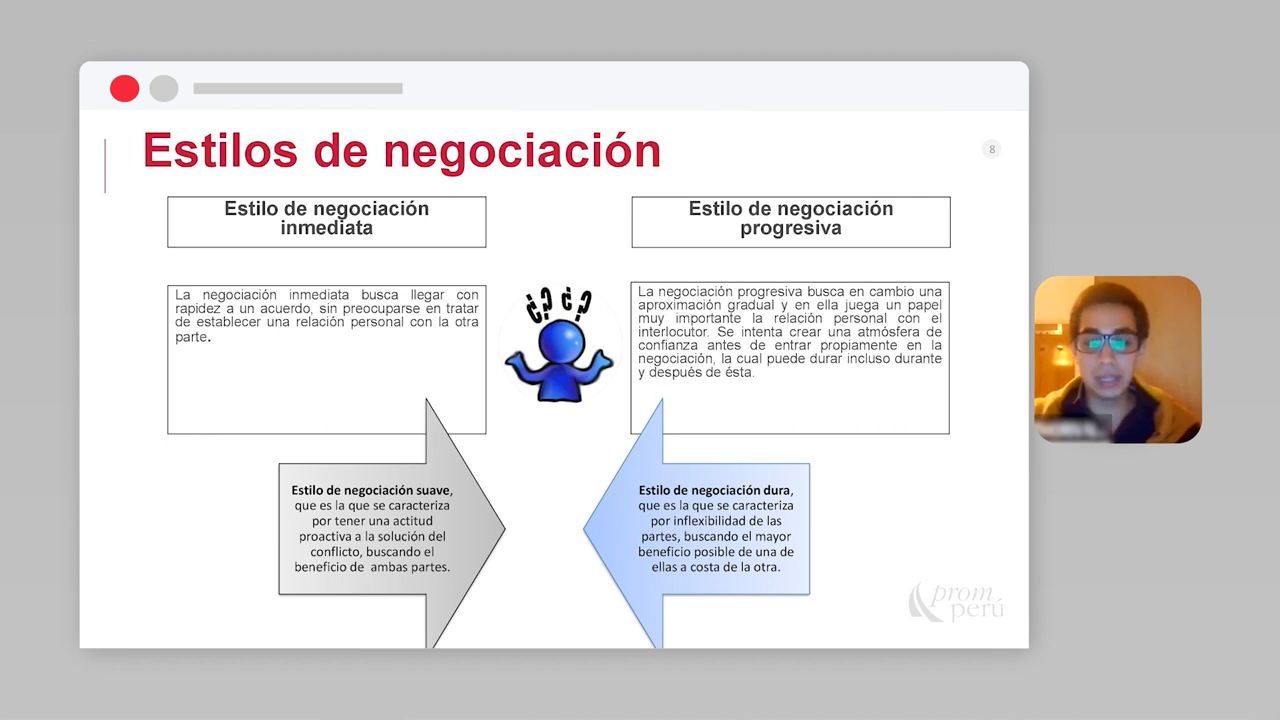 Estilos de negociación
8
Estilo de negociación
inmediata
Estilo de negociación
progresiva
La negociación inmediata busca llegar con
rapidez a un acuerdo, sin preocuparse en tratar
de establecer una relación personal con la otra
parte.
¿? ¿?
La negociación progresiva busca en cambio una
aproximación gradual y en ella juega un papel
muy importante la relación personal con el
interlocutor. Se intenta crear una atmósfera de
confianza antes de entrar propiamente en la
negociación, la cual puede durar incluso durante
y después de ésta.
Estilo de negociación suave,
que es la que se caracteriza
por tener una actitud
proactiva a la solución del
conflicto, buscando el
beneficio de ambas partes.
Estilo de negociación dura,
que es la que se caracteriza
por inflexibilidad de las
partes, buscando el mayor
beneficio posible de una de
ellas a costa de la otra.
prom
perú